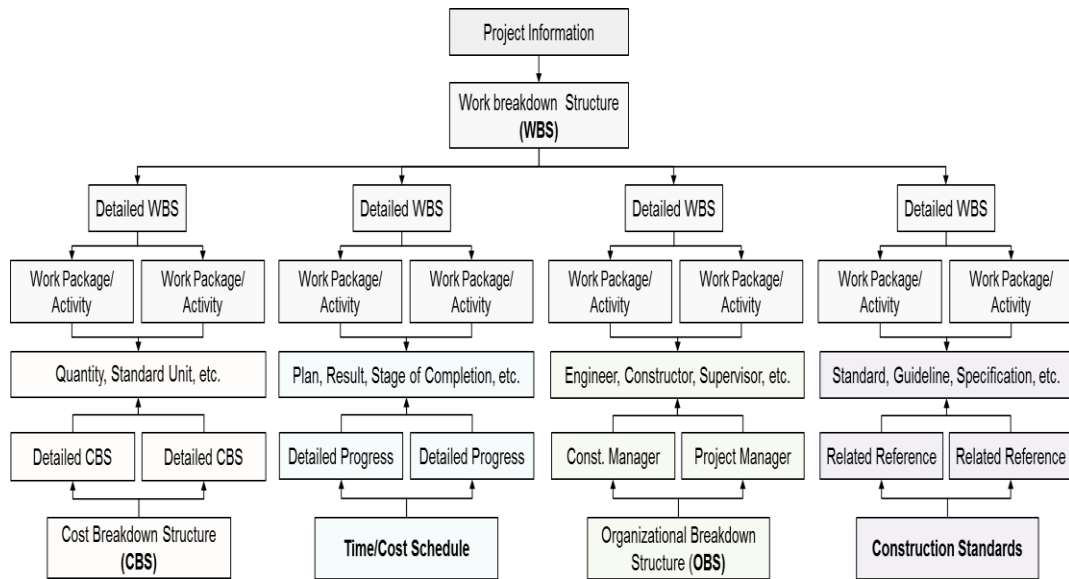 Project Information
Work breakdown Structure
(WBS)
Detailed WBS
Detailed WBS
Detailed WBS
Detailed WBS
Work Package/
Activity
Work Package/
Activity
Work Package/
Activity
Work Package/
Activity
Work Package/
Activity
Work Package/
Activity
Work Package/
Activity
Work Package/
Activity
Quantity, Standard Unit, etc.
Plan, Result, Stage of Completion, etc.
Engineer, Constructor, Supervisor, etc.
Standard, Guideline, Specification, etc.
Detailed CBS
Detailed CBS
Detailed Progress
Detailed Progress
Const. Manager
Project Manager
Related Reference
Related Reference
Cost Breakdown Structure
(CBS)
Time/Cost Schedule
Organizational Breakdown
Structure (OBS)
Construction Standards